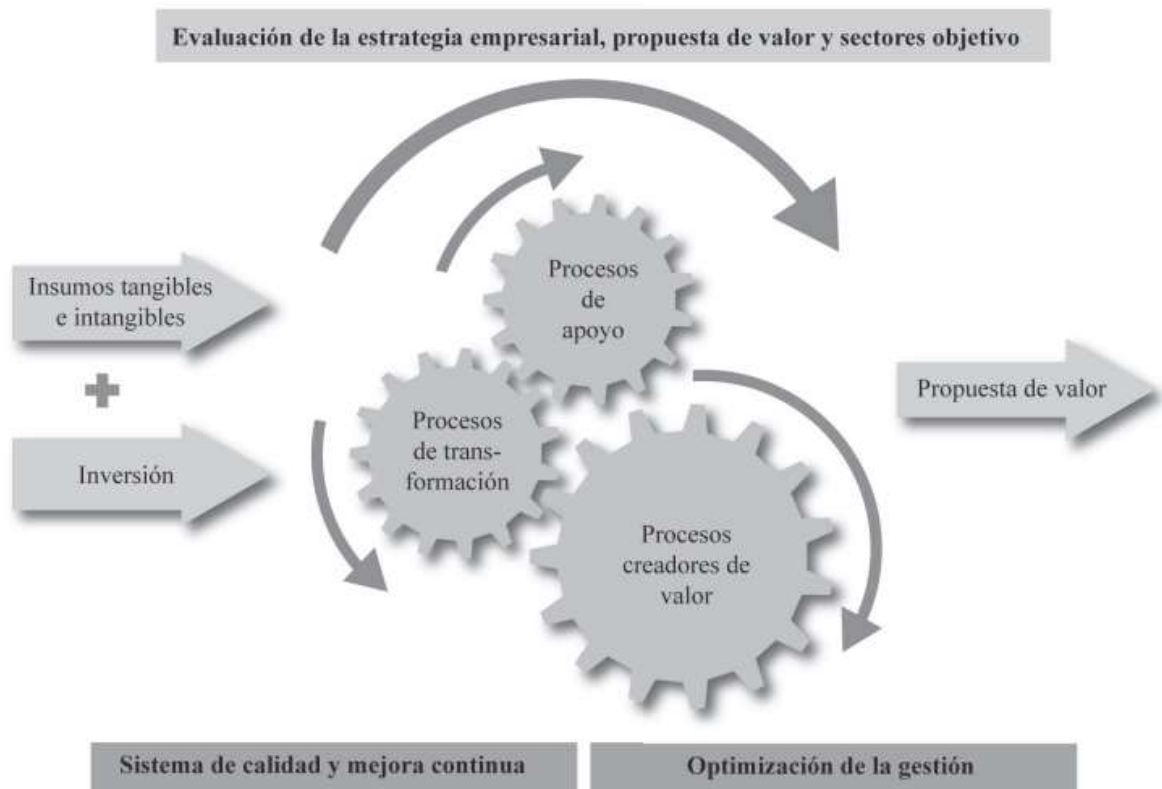 Evaluación de la estrategia empresarial, propuesta de valor y sectores objetivo
Insumos tangibles
e intangibles
Inversión
Procesos
de
apoyo
Procesos
de trans-
formación
Procesos
creadores de
valor
Propuesta de valor
Sistema de calidad y mejora continua
Optimización de la gestión